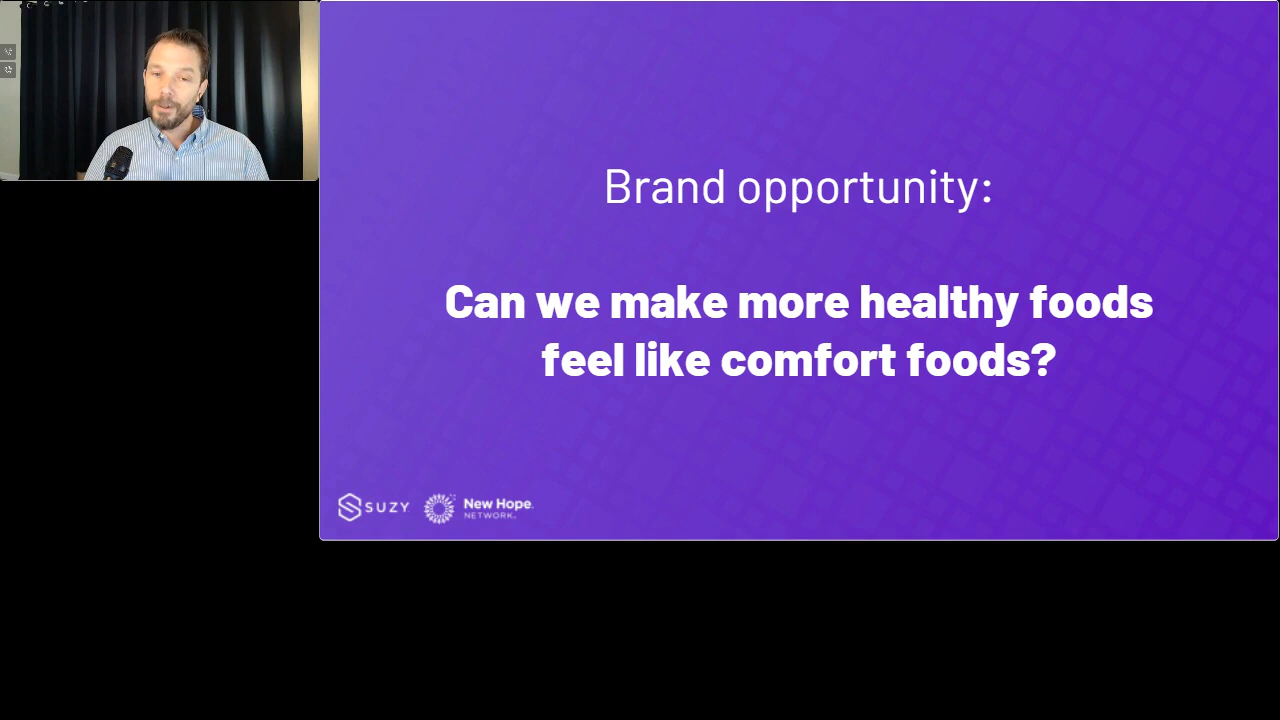 Brand opportunity:
Can we make more healthy foods
feel like comfort foods?
SUZY
New Hope
NETWORK